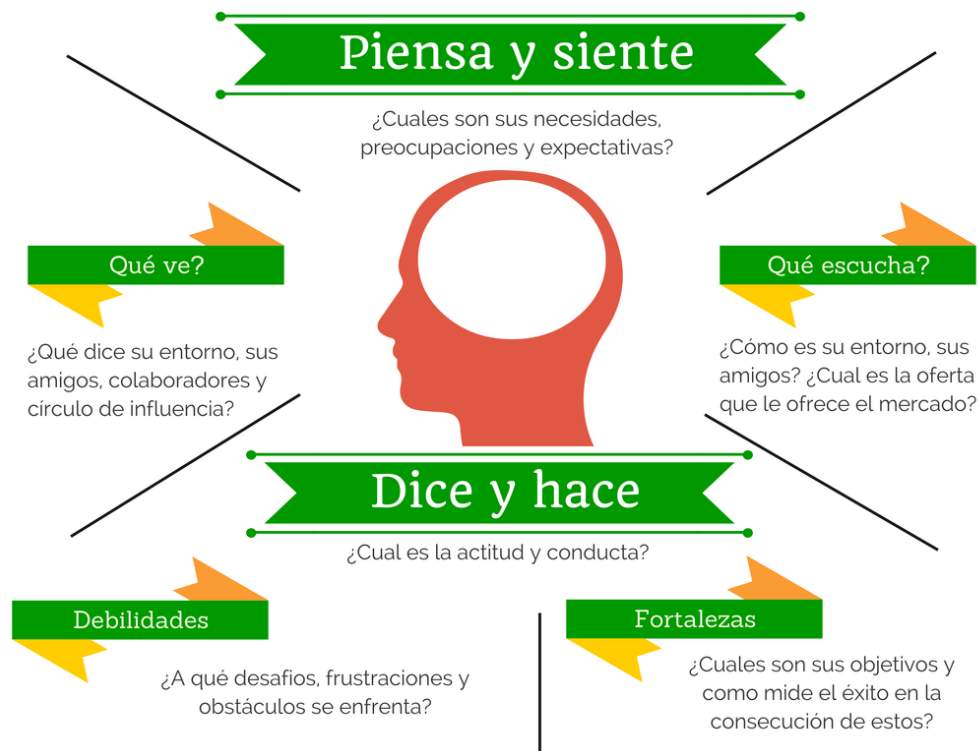 Piensa y siente
¿Cuales son sus necesidades,
preocupaciones y expectativas?
Qué ve?
¿Qué dice su entorno, sus
amigos, colaboradores y
círculo de influencia?
Qué escucha?
¿Cómo es su entorno, sus
amigos? ¿Cual es la oferta
que le ofrece el mercado?
Dice y hace
¿Cual es la actitud y conducta?
Debilidades
¿A qué desafios, frustraciones y
obstáculos se enfrenta?
Fortalezas
¿Cuales son sus objetivos y
como mide el éxito en la
consecución de estos?